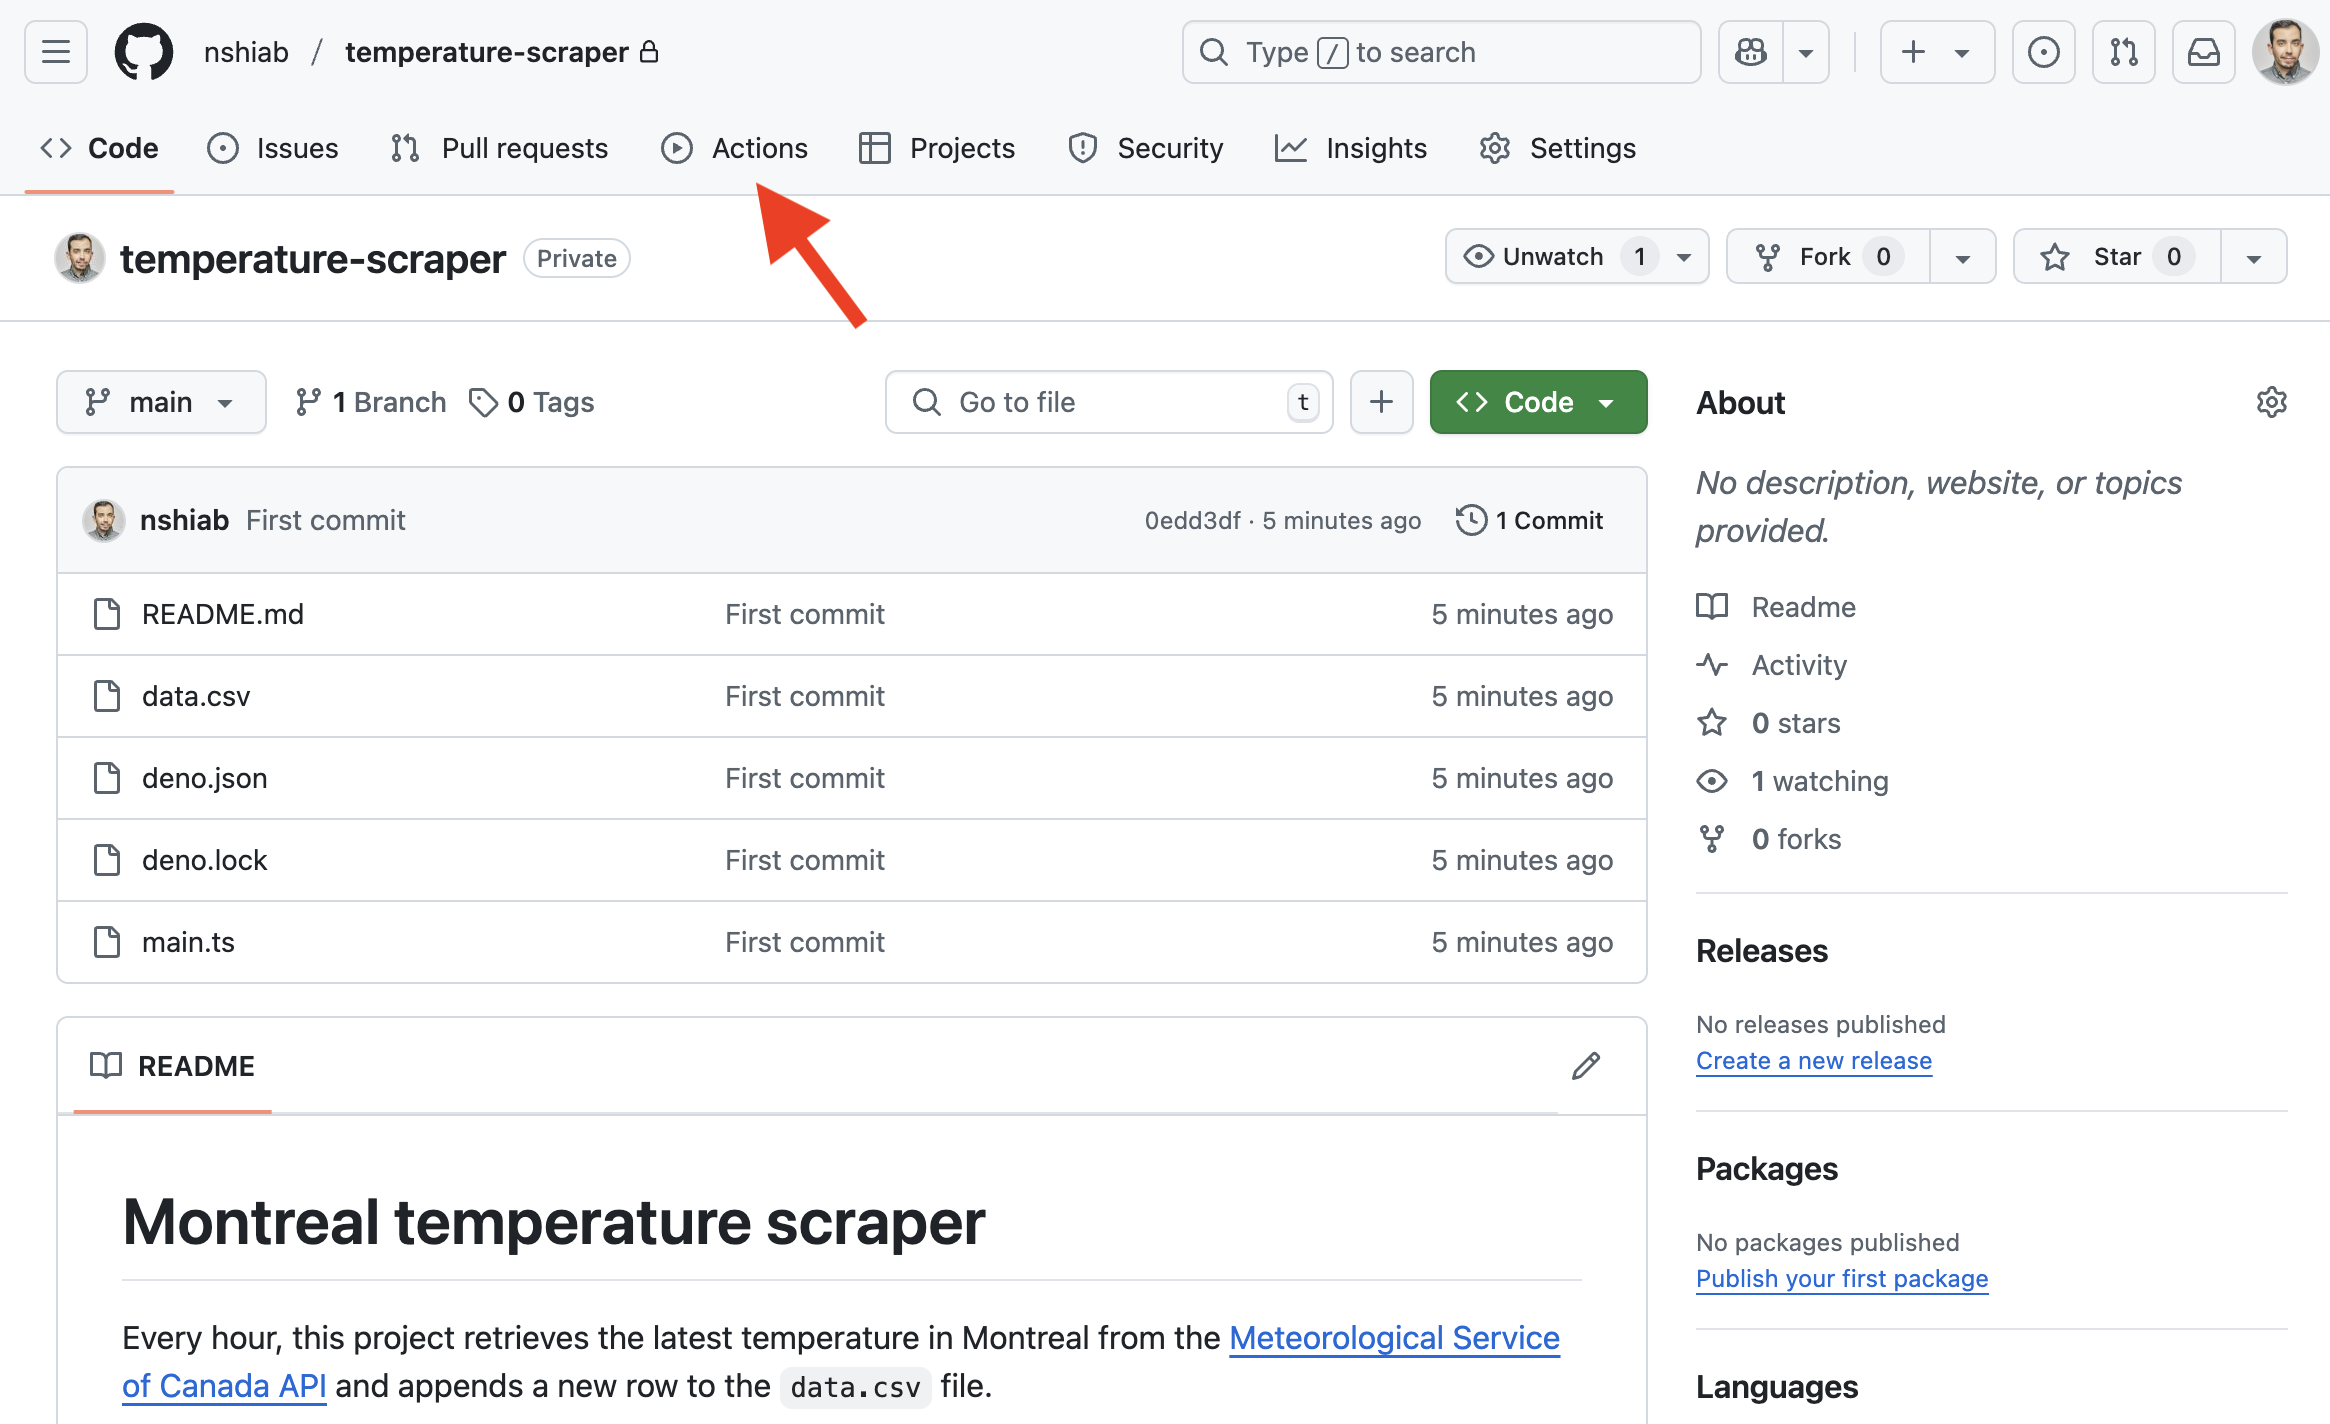 nshiab / temperature-scraper
Type / to search
Code
Issues
Pull requests
Actions
Projects
Security
Insights
Settings
temperature-scraper Private
Unwatch 1
Fork 0
Star 0
main
1 Branch
0 Tags
Go to file
t
Code
nshiab First commit
0edd3df · 5 minutes ago
1 Commit
README.md First commit 5 minutes ago
data.csv First commit 5 minutes ago
deno.json First commit 5 minutes ago
deno.lock First commit 5 minutes ago
main.ts First commit 5 minutes ago
README
Montreal temperature scraper
Every hour, this project retrieves the latest temperature in Montreal from the Meteorological Service
of Canada API and appends a new row to the data.csv file.
About
No description, website, or topics
provided.
Readme
Activity
0 stars
1 watching
0 forks
Releases
No releases published
Create a new release
Packages
No packages published
Publish your first package
Languages